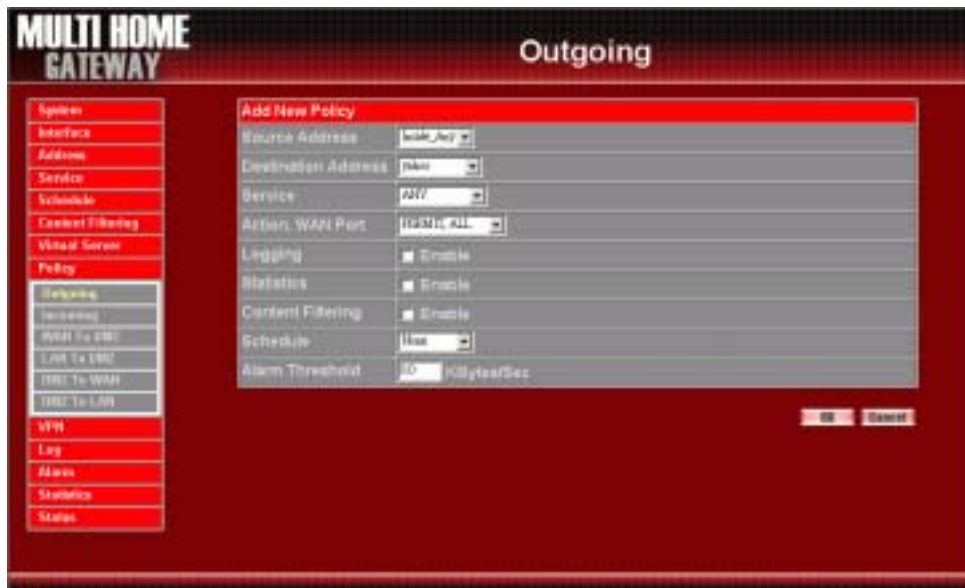 MULTI HOME
GATEWAY
Outgoing
System
Interface
Address
Service
Schedule
Content Filtering
Virtual Server
Policy
Outgoing
Incoming
WAN To DMZ
LAN To DMZ
DMZ To WAN
DMZ To LAN
VPN
Log
Alarm
Statistics
Status
Add New Policy
Source Address Inside_Any
Destination Address
Service ANY
Action, WAN Port PERMIT, ALL
Logging Enable
Statistics Enable
Content Filtering Enable
Schedule None
Alarm Threshold KBytes/Sec
OK Cancel